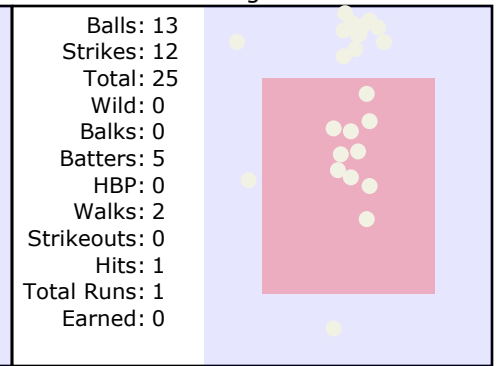 Balls: 13
Strikes: 12
Total: 25
Wild: 0
Balks: 0
Batters: 5
HBP: 0
Walks: 2
Strikeouts: 0
Hits: 1
Total Runs: 1
Earned: 0